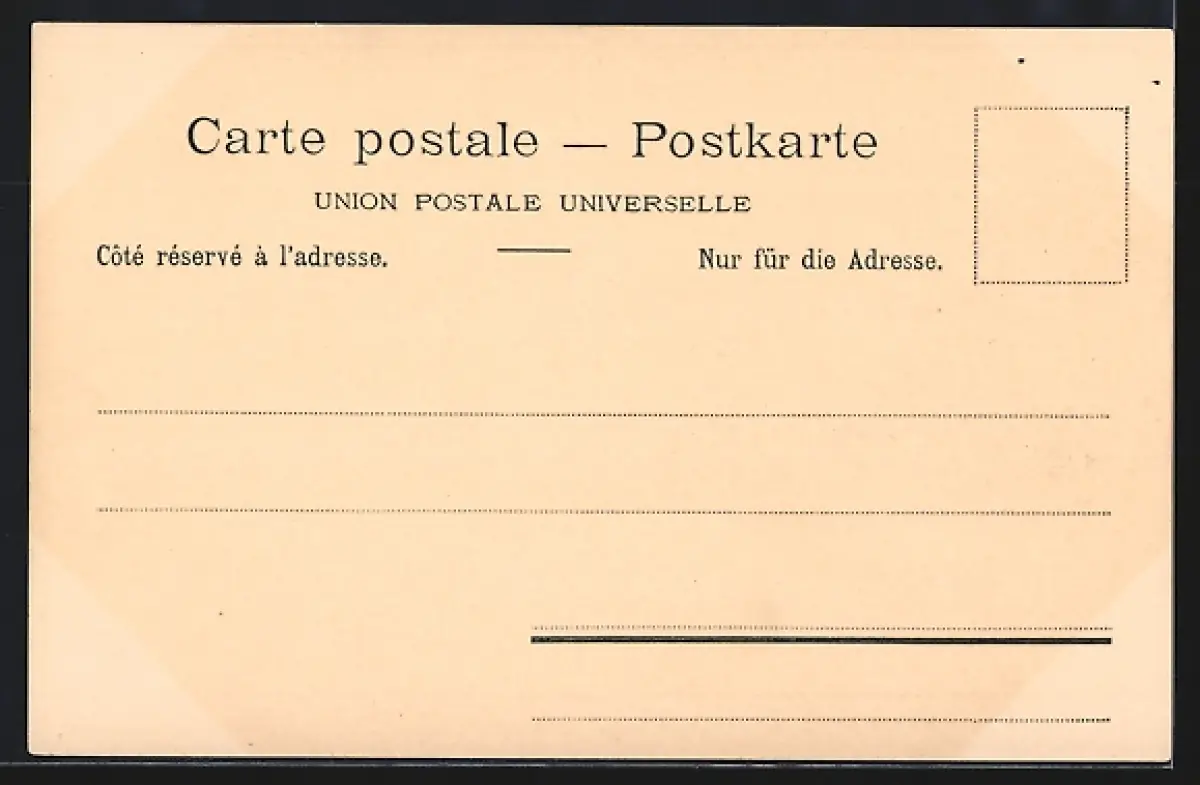 Carte postale — Postkarte
UNION POSTALE UNIVERSELLE
Côté réservé à l'adresse. Nur für die Adresse.